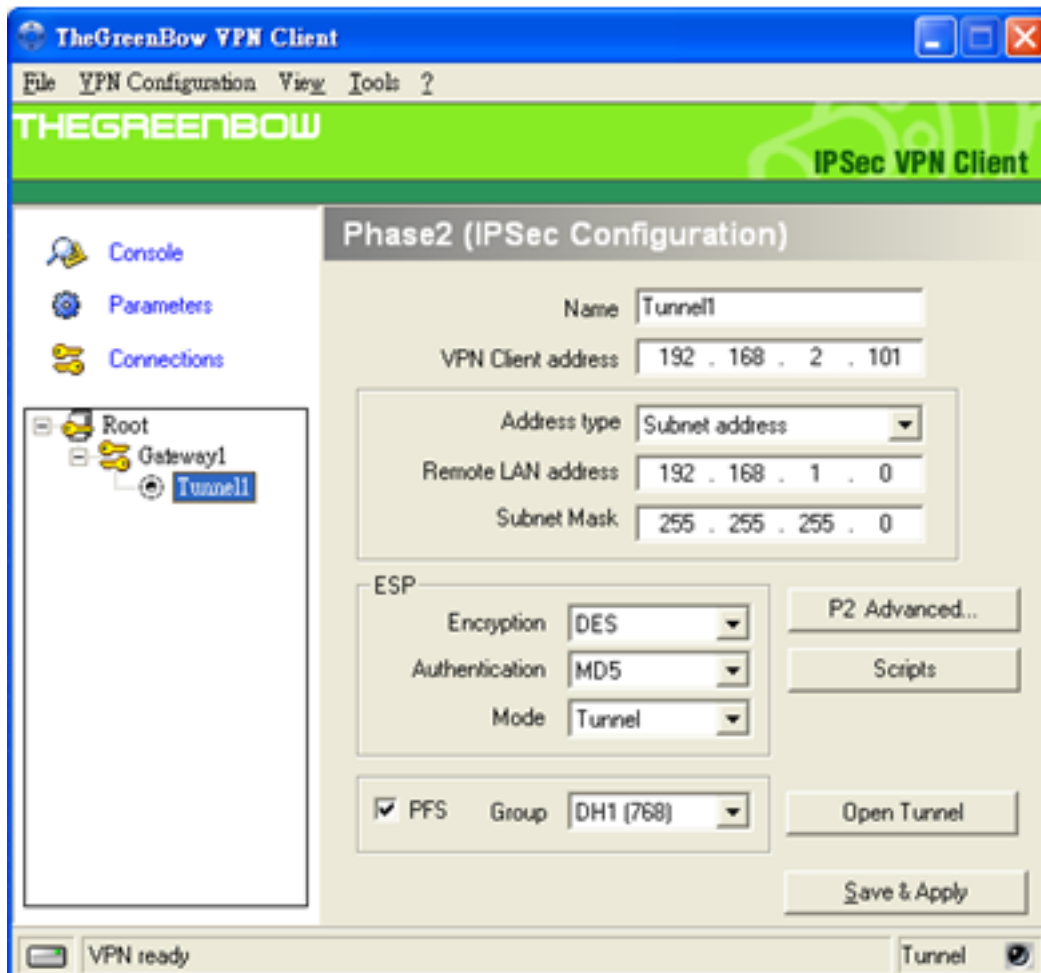 TheGreenBow VPN Client
File VPN Configuration View Tools ?
THEGREENBOW
IPSec VPN Client
Console
Parameters
Connections
Root
Gateway1
Tunnel1
Phase2 (IPSec Configuration)
Name Tunnel1
VPN Client address 192 . 168 . 2 . 101
Address type Subnet address
Remote LAN address 192 . 168 . 1 . 0
Subnet Mask 255 . 255 . 255 . 0
ESP
Encryption DES
Authentication MD5
Mode Tunnel
P2 Advanced...
Scripts
PFS Group DH1 (768)
Open Tunnel
Save & Apply
VPN ready Tunnel